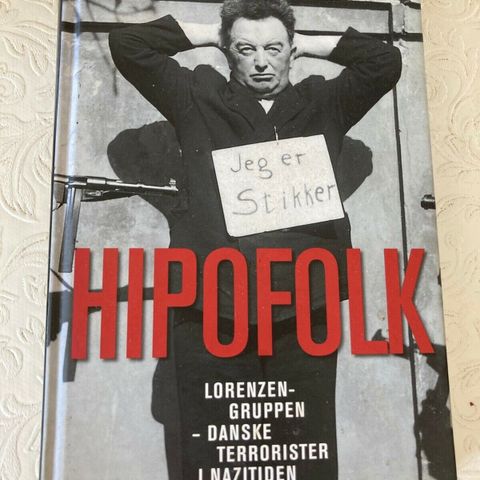 Jeg er
Stikker
HIPOFOLK
LORENZEN-
GRUPPEN
– DANSKE
TERRORISTER
I NAZITIDEN